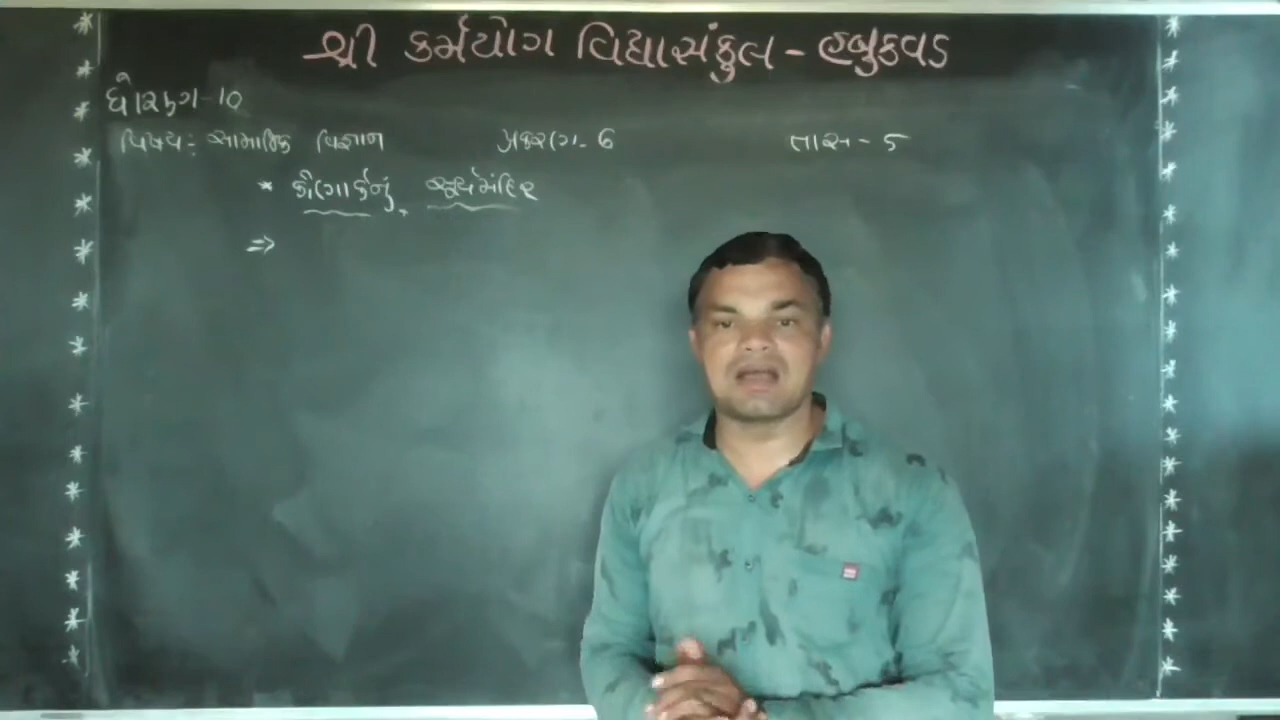 શ્રી કર્મયોગ વિદ્યાસંકુલ - હબુકવડ
ધોરણ-10
વિષય: સામાજિક વિજ્ઞાન પ્રકરણ-6 તાસ-5
* કોણાર્કનું સૂર્યમંદિર
⇒